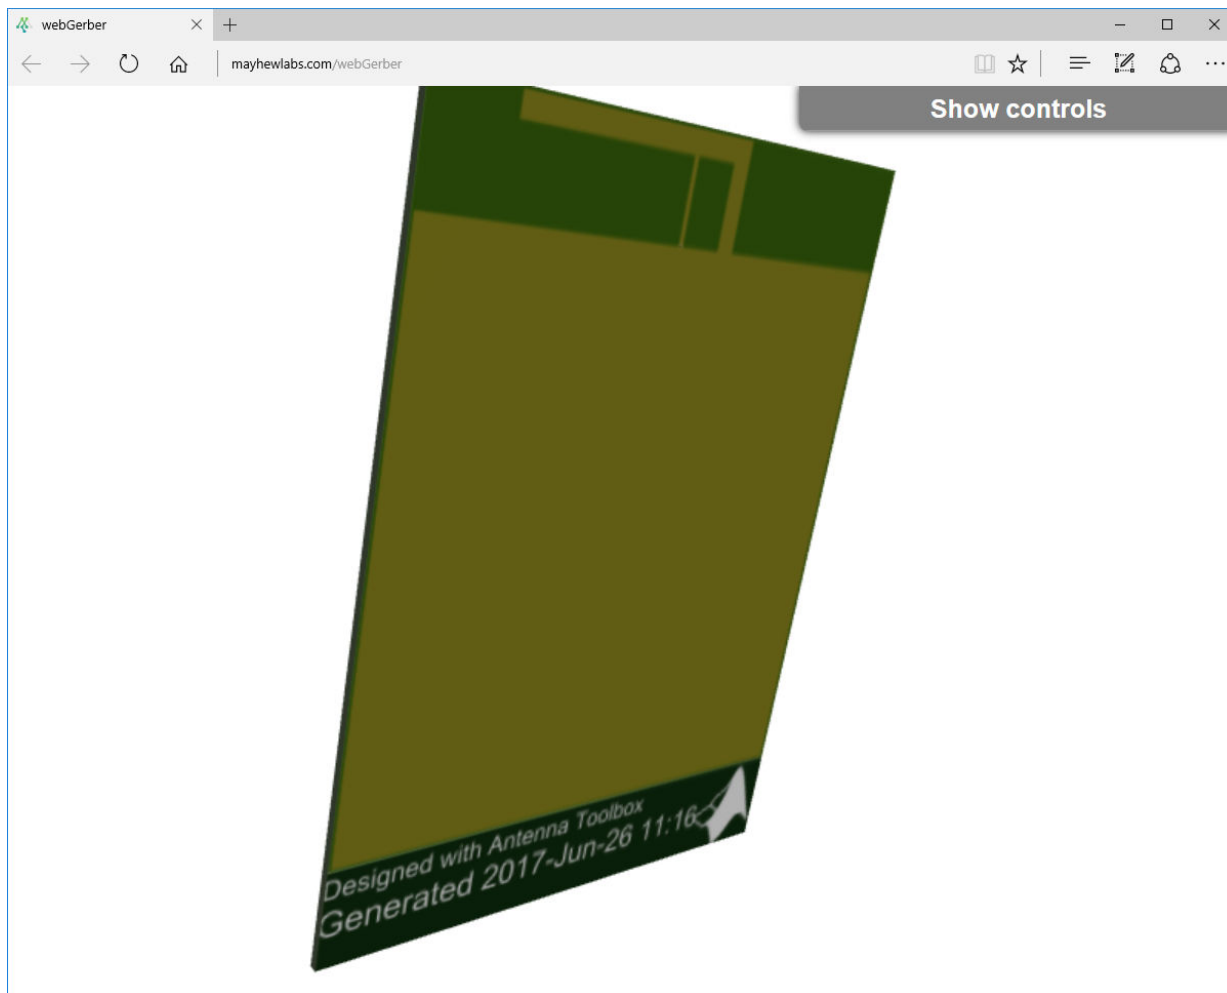 webGerber
mayhewlabs.com/webGerber
Show controls
Designed with Antenna Toolbox
Generated 2017-Jun-26 11:16